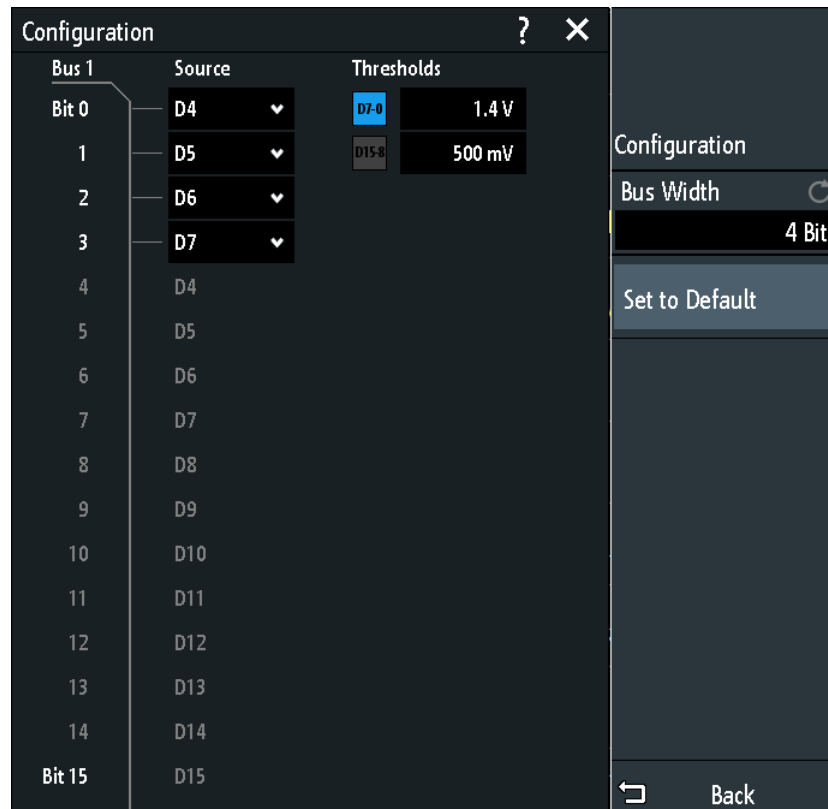 Configuration ? ×
Bus 1 Source Thresholds
Bit 0 D4 D7-0 1.4 V
1 D5 D15-8 500 mV
2 D6
3 D7
4 D4
5 D5
6 D6
7 D7
8 D8
9 D9
10 D10
11 D11
12 D12
13 D13
14 D14
Bit 15 D15
Configuration
Bus Width
4 Bit
Set to Default
Back